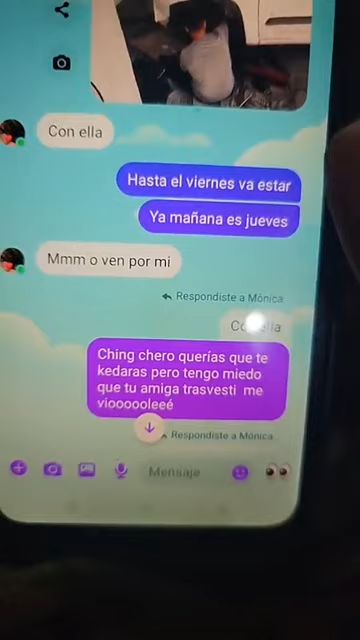 Con ella
Hasta el viernes va estar
Ya mañana es jueves
Mmm o ven por mi
Respondiste a Mónica
Ching chero querías que te
kedaras pero tengo miedo
que tu amiga trasvesti me
vioooooleeé
Respondiste a Mónica
Mensaje